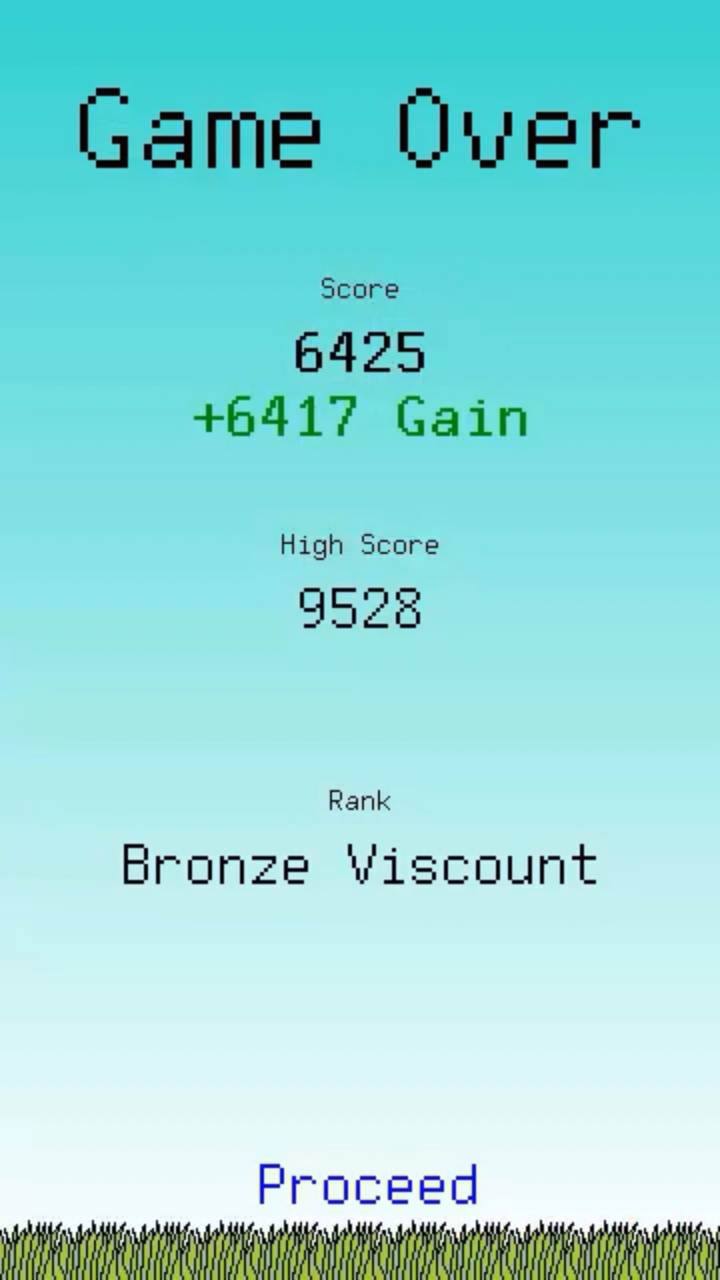 Game Over
Score
6425
+6417 Gain
High Score
9528
Rank
Bronze Viscount
Proceed